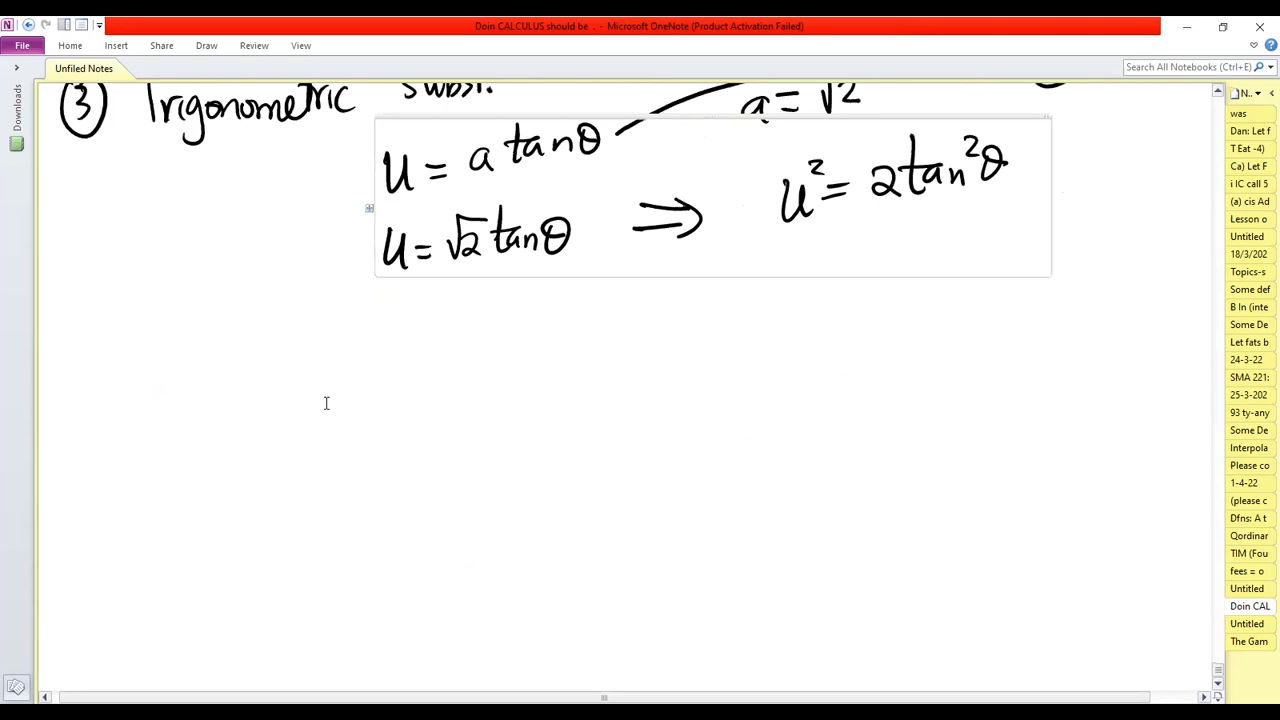 Doin CALCULUS should be . - Microsoft OneNote (Product Activation Failed)
File Home Insert Share Draw Review View
Unfiled Notes
Search All Notebooks (Ctrl+E)
Downloads
③ Trigonometric subst.
a = √2
u = a tanθ
u² = 2tan²θ
u = √2 tanθ ⇒
N..
was
Dan: Let f
T Eat -4)
Ca) Let F
i IC call 5
(a) cis Ad
Lesson o
Untitled
18/3/202
Topics-s
Some def
B In (inte
Some De
Let fats b
24-3-22
SMA 221:
25-3-202
93 ty-any
Some De
Interpola
Please co
1-4-22
(please c
Dfns: A t
Qordinar
TIM (Fou
fees = o
Untitled
Doin CAL
Untitled
The Gam